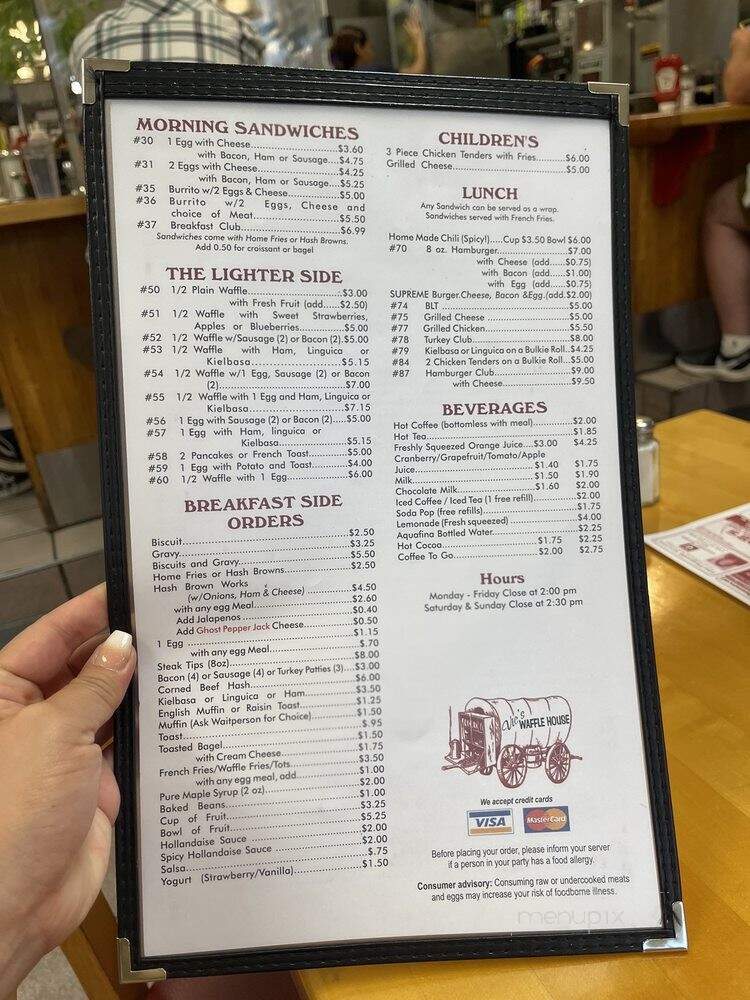 MORNING SANDWICHES
#30 1 Egg with Cheese..............................$3.60
with Bacon, Ham or Sausage....$4.75
#31 2 Eggs with Cheese..............................$4.25
with Bacon, Ham or Sausage....$5.25
#35 Burrito w/2 Eggs & Cheese...................$5.00
#36 Burrito w/2 Eggs, Cheese and
choice of Meat...............................$5.50
#37 Breakfast Club....................................$6.99
Sandwiches come with Home Fries or Hash Browns.
Add 0.50 for croissant or bagel
THE LIGHTER SIDE
#50 1/2 Plain Waffle................................$3.00
with Fresh Fruit (add......$2.50)
#51 1/2 Waffle with Sweet Strawberries,
Apples or Blueberries..................$5.00
#52 1/2 Waffle w/Sausage (2) or Bacon (2).$5.00
#53 1/2 Waffle with Ham, Linguica or
Kielbasa..............................$5.15
#54 1/2 Waffle w/1 Egg, Sausage (2) or Bacon
(2)......................................$7.00
#55 1/2 Waffle with 1 Egg and Ham, Linguica or
Kielbasa..............................$7.15
#56 1 Egg with Sausage (2) or Bacon (2).....$5.00
#57 1 Egg with Ham, linguica or
Kielbasa.......................$5.15
#58 2 Pancakes or French Toast................$5.00
#59 1 Egg with Potato and Toast...............$4.00
#60 1/2 Waffle with 1 Egg.......................$6.00
BREAKFAST SIDE
ORDERS
Biscuit..................................................$2.50
Gravy...................................................$3.25
Biscuits and Gravy..................................$5.50
Home Fries or Hash Browns.....................$2.50
Hash Brown Works
(w/Onions, Ham & Cheese) ..............$4.50
with any egg Meal.............................$2.60
Add Jalapenos ..................................$0.40
Add Ghost Pepper Jack Cheese............$0.50
1 Egg ..................................................$1.15
with any egg Meal..........................$.70
Steak Tips (8oz).....................................$8.00
Bacon (4) or Sausage (4) or Turkey Patties (3)...$3.00
Corned Beef Hash..................................$6.00
Kielbasa or Linguica or Ham....................$3.50
English Muffin or Raisin Toast...................$1.25
Muffin (Ask Waitperson for Choice)............$1.50
Toast....................................................$.95
Toasted Bagel........................................$1.50
with Cream Cheese..........................$1.75
French Fries/Waffle Fries/Tots..................$3.50
with any egg meal, add....................$1.00
Pure Maple Syrup (2 oz)..........................$2.00
Baked Beans..........................................$1.00
Cup of Fruit...........................................$3.25
Bowl of Fruit..........................................$5.25
Hollandaise Sauce .................................$2.00
Spicy Hollandaise Sauce .........................$2.00
Salsa....................................................$.75
Yogurt (Strawberry/Vanilla).....................$1.50
CHILDREN'S
3 Piece Chicken Tenders with Fries..........$6.00
Grilled Cheese.....................................$5.00
LUNCH
Any Sandwich can be served as a wrap.
Sandwiches served with French Fries.
Home Made Chili (Spicy!).....Cup $3.50 Bowl $6.00
#70 8 oz. Hamburger............................$7.00
with Cheese (add......$0.75)
with Bacon (add......$1.00)
with Egg (add......$0.75)
SUPREME Burger.Cheese, Bacon &Egg.(add.$2.00)
#74 BLT .............................................$5.00
#75 Grilled Cheese ..............................$5.00
#77 Grilled Chicken...............................$5.50
#78 Turkey Club...................................$8.00
#79 Kielbasa or Linguica on a Bulkie Roll..$4.25
#84 2 Chicken Tenders on a Bulkie Roll...$5.00
#87 Hamburger Club............................$9.00
with Cheese.........................$9.50
BEVERAGES
Hot Coffee (bottomless with meal)............$2.00
Hot Tea................................................$1.85
Freshly Squeezed Orange Juice....$3.00 $4.25
Cranberry/Grapefruit/Tomato/Apple
Juice...................................$1.40 $1.75
Milk.....................................$1.50 $1.90
Chocolate Milk......................$1.60 $2.00
Iced Coffee / Iced Tea (1 free refill)............$2.00
Soda Pop (free refills)..............................$1.75
Lemonade (Fresh squeezed) ....................$4.00
Aquafina Bottled Water...........................$2.25
Hot Cocoa............................$1.75 $2.25
Coffee To Go.........................$2.00 $2.75
Hours
Monday - Friday Close at 2:00 pm
Saturday & Sunday Close at 2:30 pm
Vic's WAFFLE HOUSE
We accept credit cards
VISA MasterCard
Before placing your order, please inform your server
if a person in your party has a food allergy.
Consumer advisory: Consuming raw or undercooked meats
and eggs may increase your risk of foodborne illness.
menupix